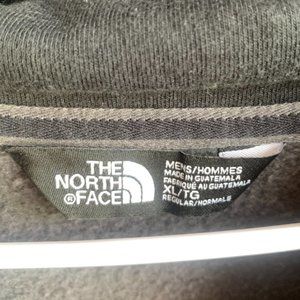 THE
NORTH
®FACE
MENS/HOMMES
MADE IN GUATEMALA
FABRIQUÉ AU GUATEMALA
XL/TG
REGULAR/NORMALE